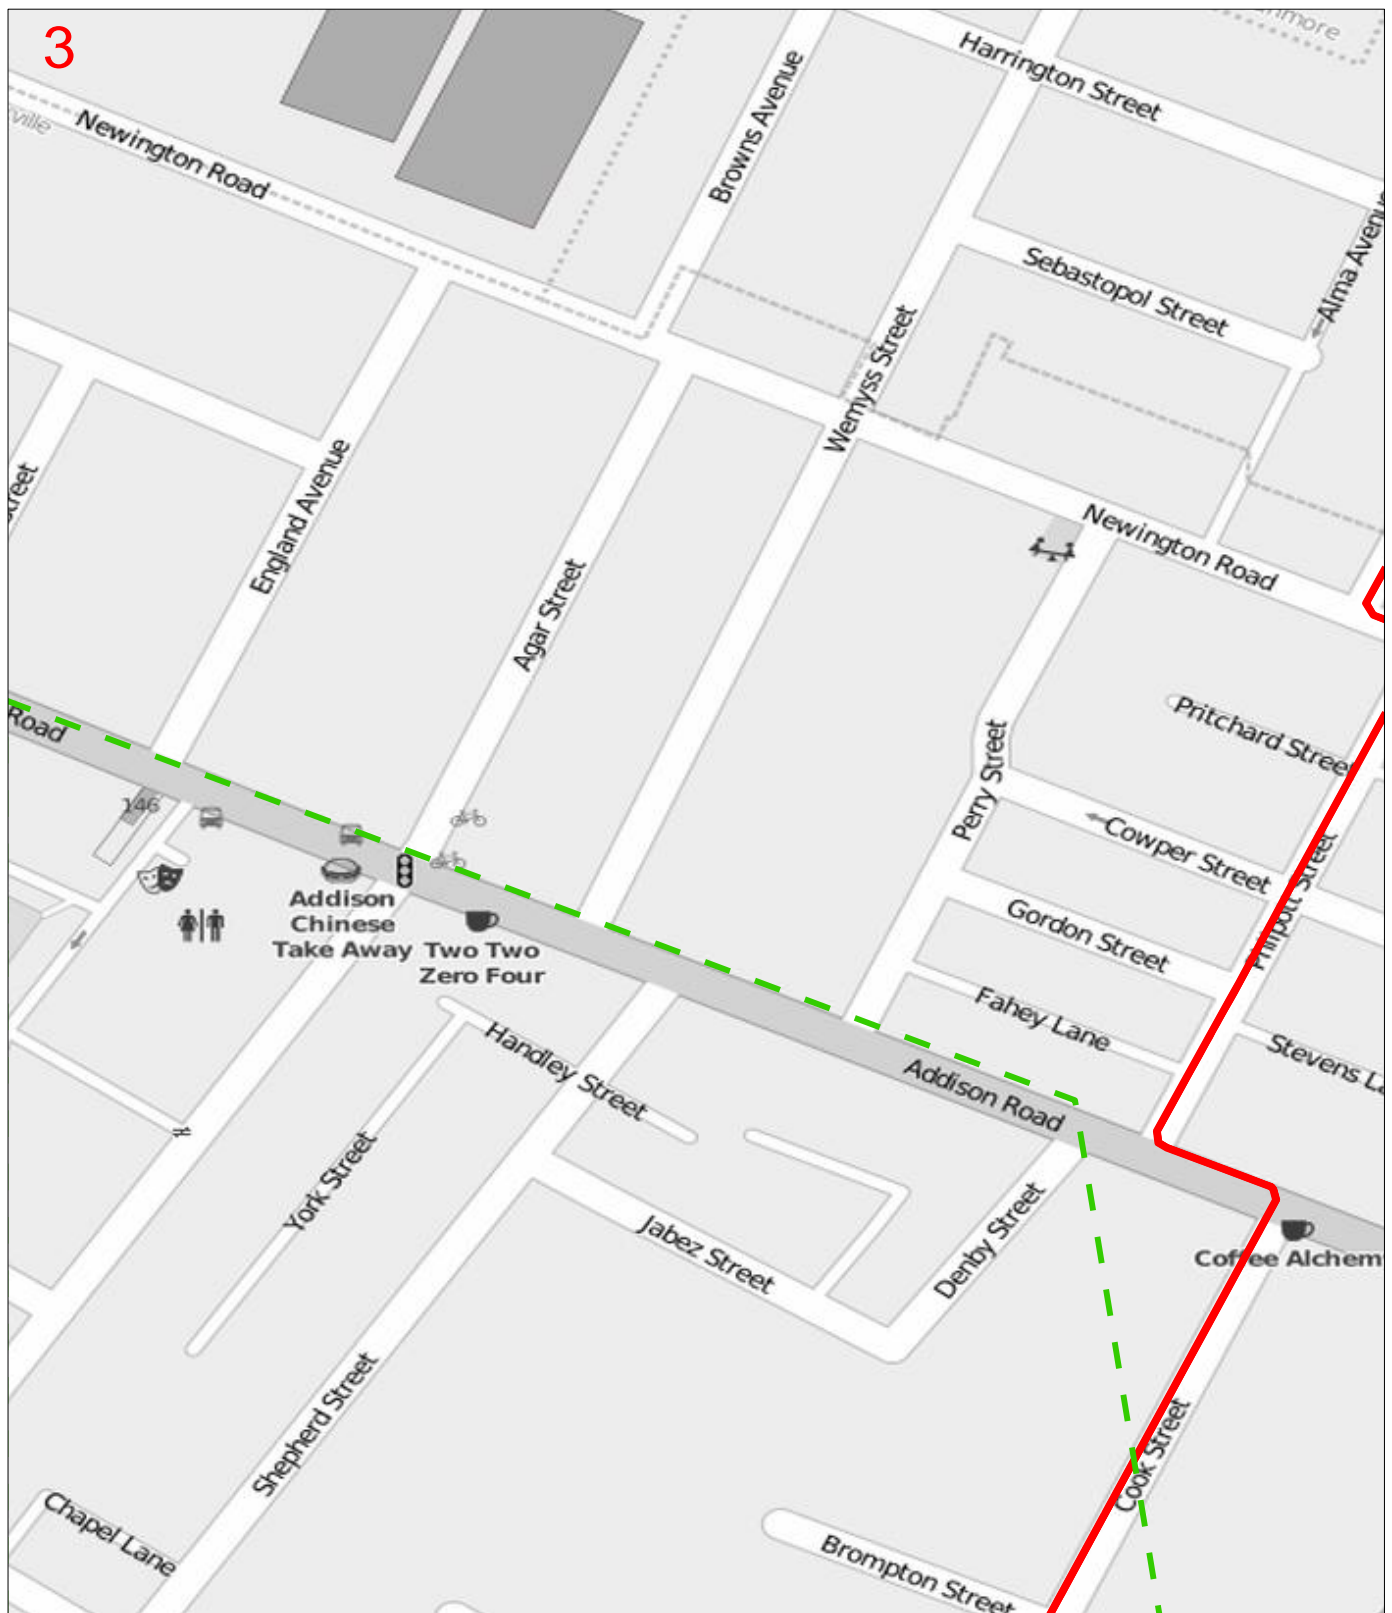 3
Harrington Street
Newington Road
Browns Avenue
Alma Avenue
Sebastopol Street
Wemyss Street
England Avenue
Newington Road
Agar Street
Pritchard Street
Road
Perry Street
146
Cowper Street
Philpott Street
Addison
Chinese
Take Away
Two Two
Zero Four
Gordon Street
Fahey Lane
Handley Street
Stevens La
Addison Road
York Street
Denby Street
Jabez Street
Coffee Alchem
Shepherd Street
Cook Street
Chapel Lane
Brompton Street